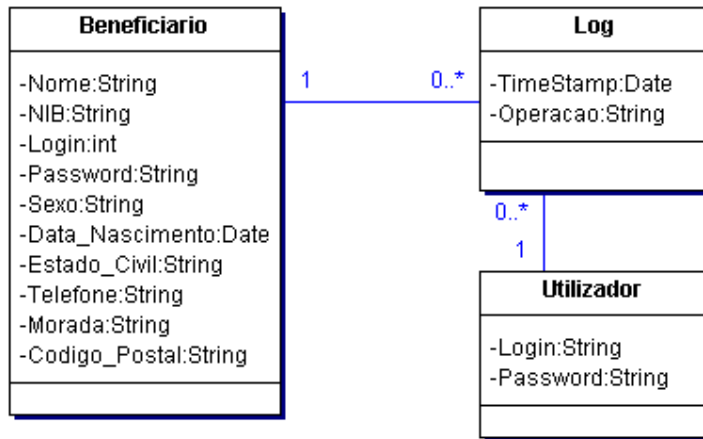 Beneficiario
-Nome:String
-NIB:String
-Login:int
-Password:String
-Sexo:String
-Data_Nascimento:Date
-Estado_Civil:String
-Telefone:String
-Morada:String
-Codigo_Postal:String
1
0..*
Log
-TimeStamp:Date
-Operacao:String
0..*
1
Utilizador
-Login:String
-Password:String